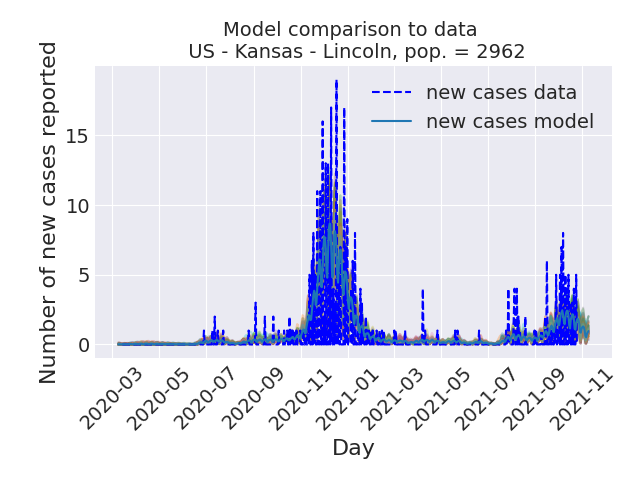 Model comparison to data
US - Kansas - Lincoln, pop. = 2962
Number of new cases reported
new cases data
new cases model
15
10
5
0
2020-03
2020-05
2020-07
2020-09
2020-11
2021-01
2021-03
2021-05
2021-07
2021-09
2021-11
Day